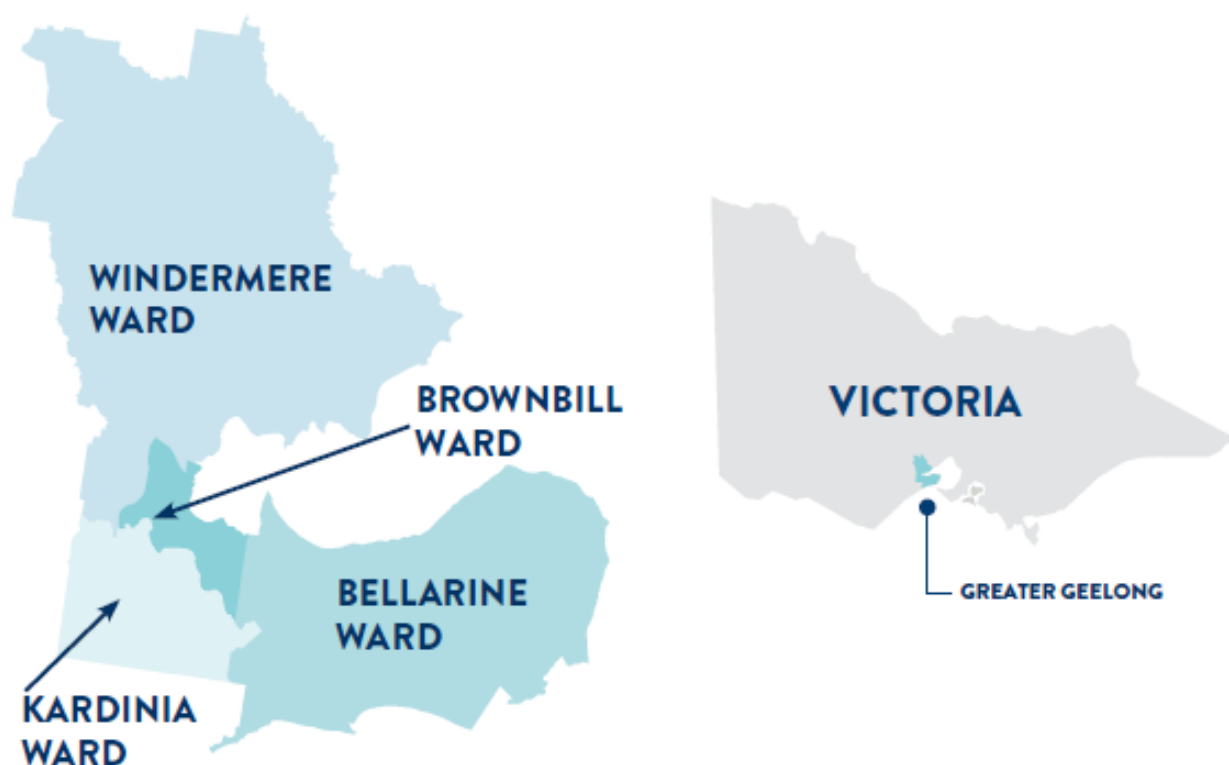 WINDERMERE
WARD
BROWNBILL
WARD
BELLARINE
WARD
KARDINIA
WARD
VICTORIA
GREATER GEELONG